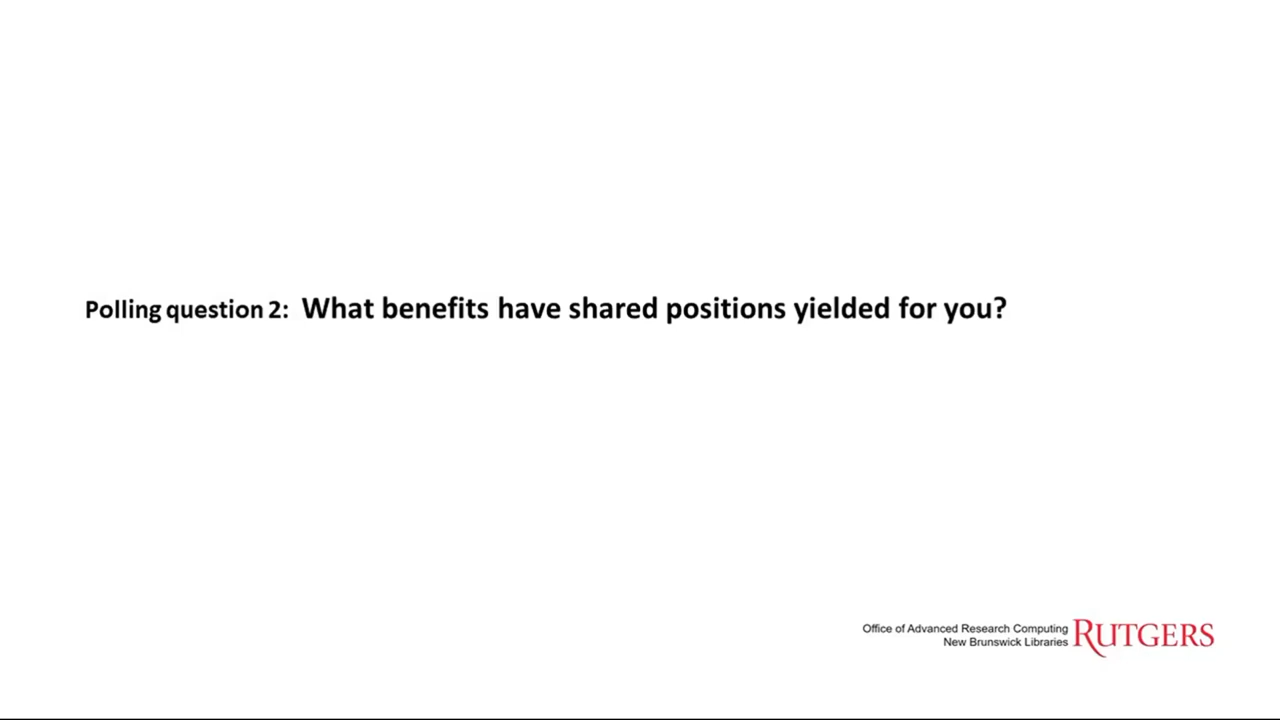 Polling question 2: What benefits have shared positions yielded for you?
Office of Advanced Research Computing
New Brunswick Libraries
RUTGERS